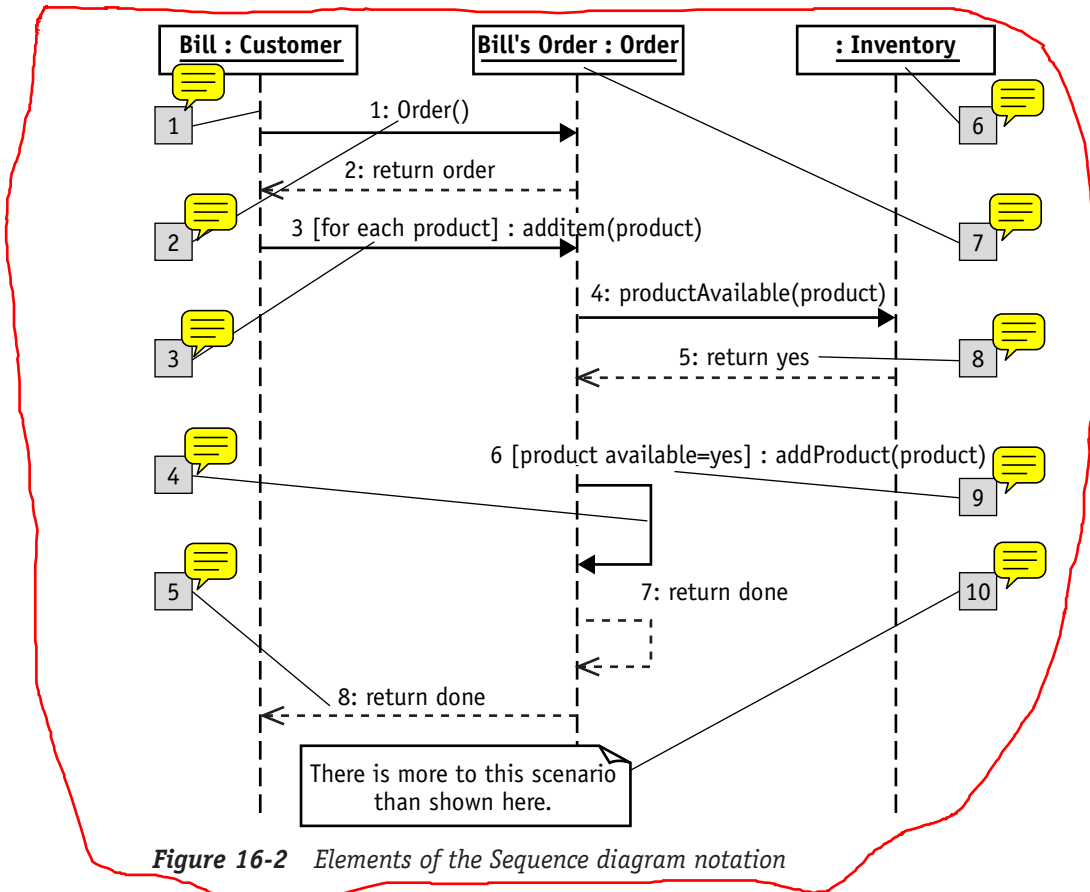 Bill : Customer
Bill's Order : Order
: Inventory
1
1: Order()
6
2: return order
2
3 [for each product] : additem(product)
7
4: productAvailable(product)
3
5: return yes
8
6 [product available=yes] : addProduct(product)
4
9
5
7: return done
10
8: return done
There is more to this scenario
than shown here.
Figure 16-2 Elements of the Sequence diagram notation